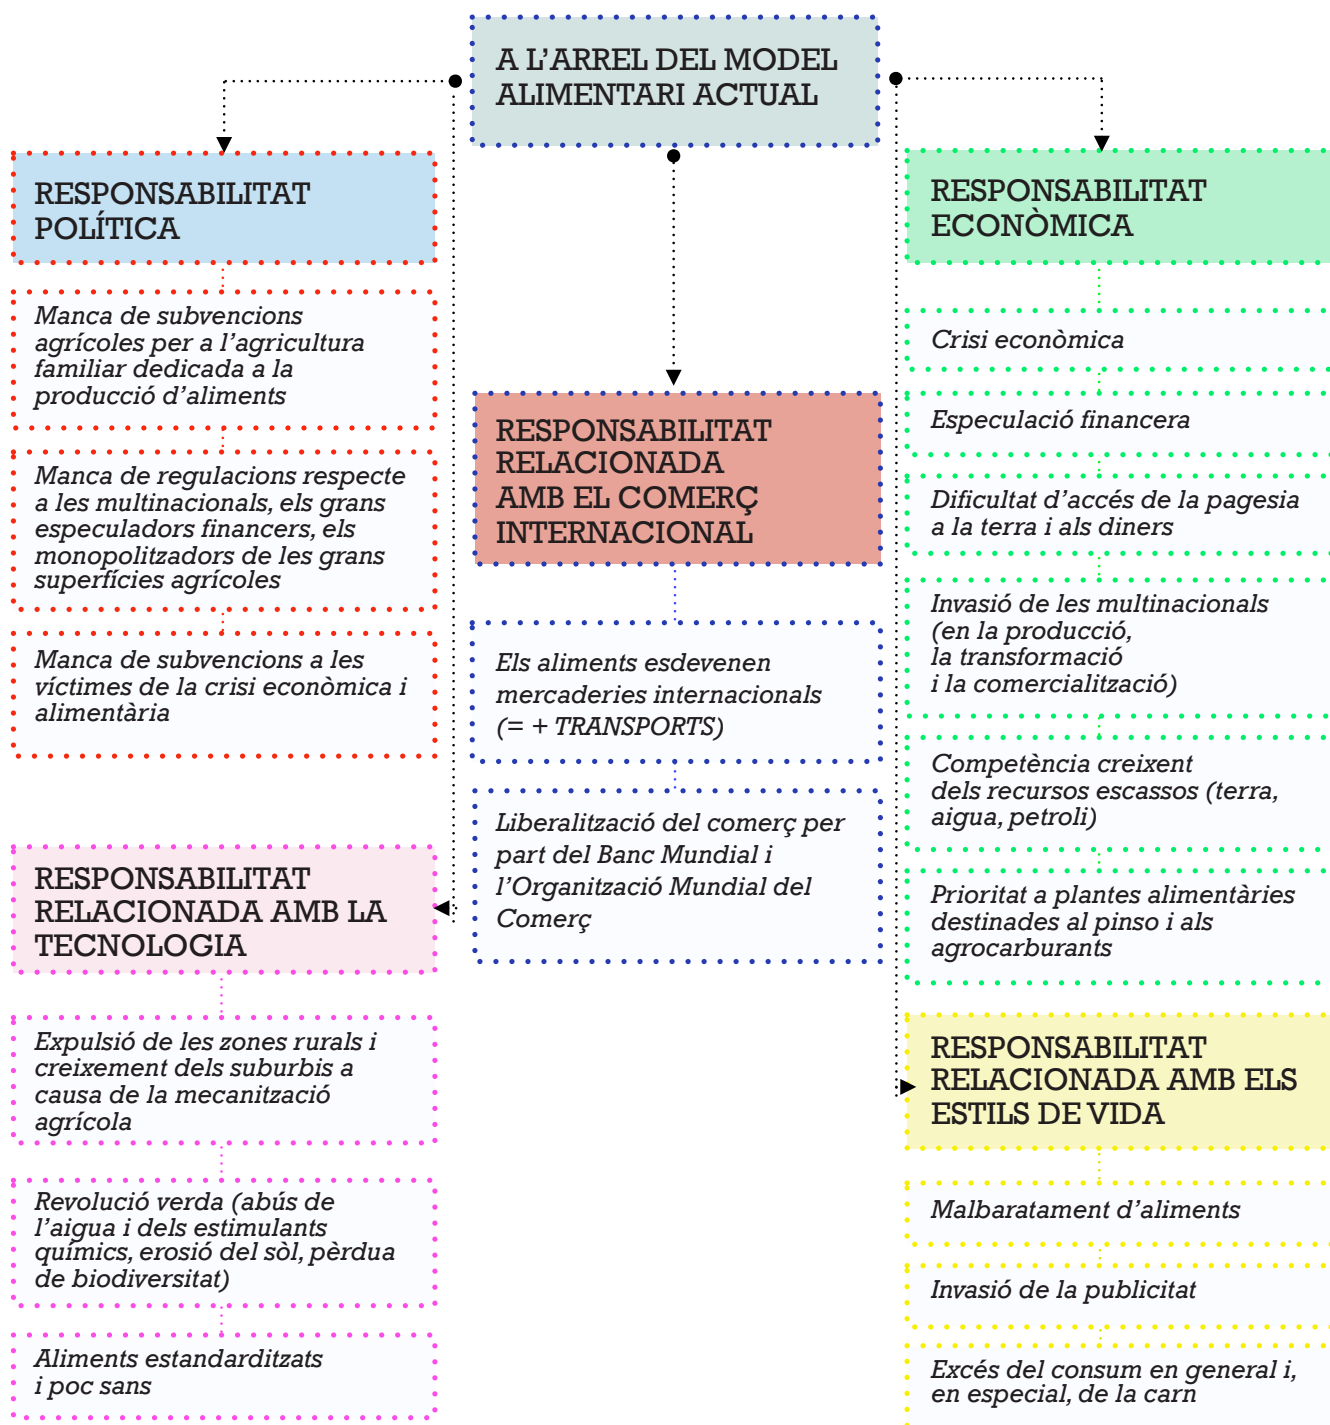 A L’ARREL DEL MODEL
ALIMENTARI ACTUAL
RESPONSABILITAT
POLÍTICA
Manca de subvencions
agrícoles per a l’agricultura
familiar dedicada a la
producció d’aliments
Manca de regulacions respecte
a les multinacionals, els grans
especuladors financers, els
monopolitzadors de les grans
superfícies agrícoles
Manca de subvencions a les
víctimes de la crisi econòmica i
alimentària
RESPONSABILITAT
RELACIONADA AMB LA
TECNOLOGIA
Expulsió de les zones rurals i
creixement dels suburbis a
causa de la mecanització
agrícola
Revolució verda (abús de
l’aigua i dels estimulants
químics, erosió del sòl, pèrdua
de biodiversitat)
Aliments estandarditzats
i poc sans
RESPONSABILITAT
RELACIONADA
AMB EL COMERÇ
INTERNACIONAL
Els aliments esdevenen
mercaderies internacionals
(= + TRANSPORTS)
Liberalització del comerç per
part del Banc Mundial i
l’Organització Mundial del
Comerç
RESPONSABILITAT
ECONÒMICA
Crisi econòmica
Especulació financera
Dificultat d’accés de la pagesia
a la terra i als diners
Invasió de les multinacionals
(en la producció,
la transformació
i la comercialització)
Competència creixent
dels recursos escassos (terra,
aigua, petroli)
Prioritat a plantes alimentàries
destinades al pinso i als
agrocarburants
RESPONSABILITAT
RELACIONADA AMB ELS
ESTILS DE VIDA
Malbaratament d’aliments
Invasió de la publicitat
Excés del consum en general i,
en especial, de la carn